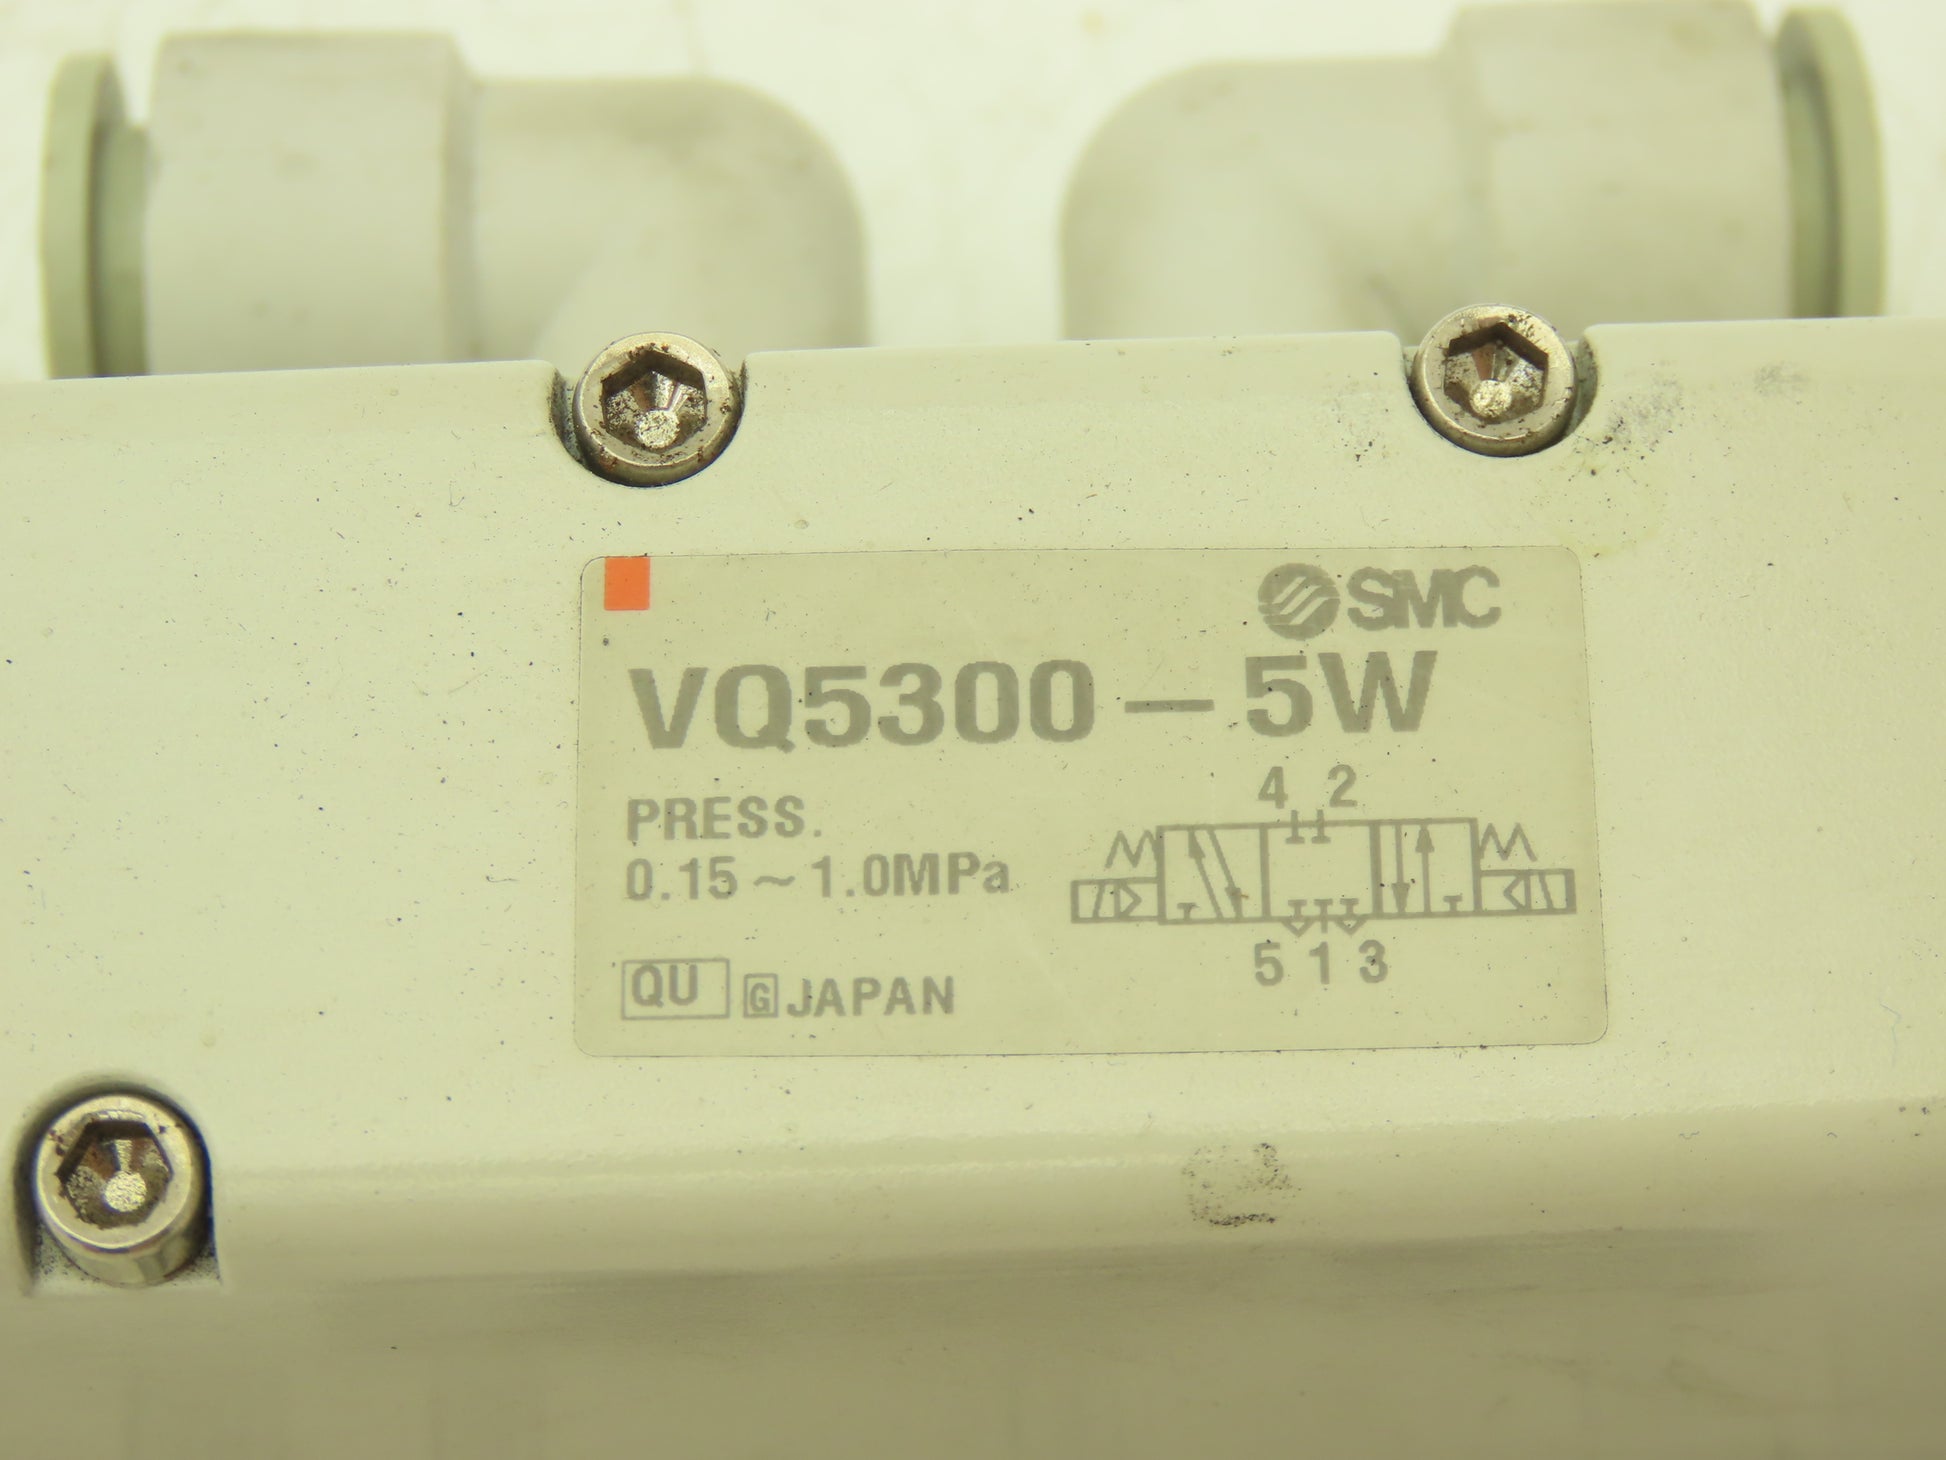 SMC
VQ5300-5W
PRESS.
0.15~1.0MPa
4 2
5 1 3
QU G JAPAN